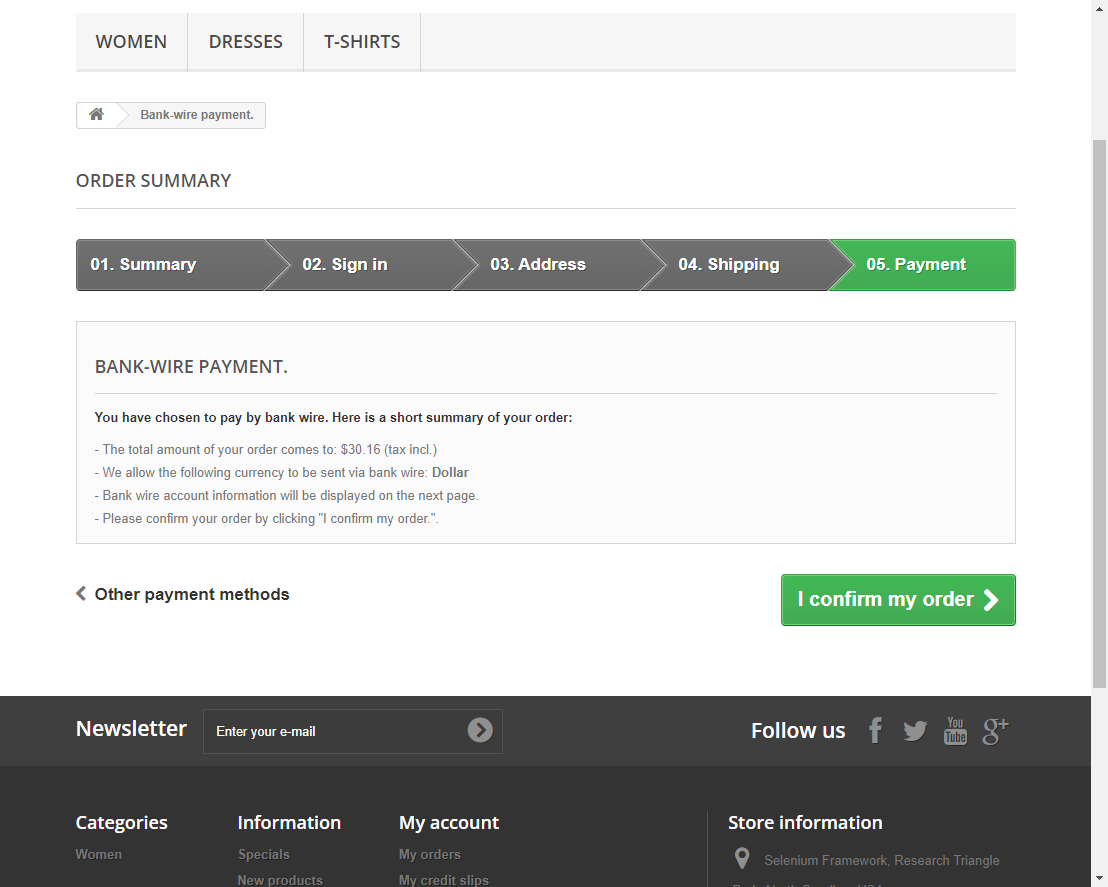 WOMEN
DRESSES
T-SHIRTS
Bank-wire payment.
ORDER SUMMARY
01. Summary
02. Sign in
03. Address
04. Shipping
05. Payment
BANK-WIRE PAYMENT.
You have chosen to pay by bank wire. Here is a short summary of your order:
- The total amount of your order comes to: $30.16 (tax incl.)
- We allow the following currency to be sent via bank wire: Dollar
- Bank wire account information will be displayed on the next page.
- Please confirm your order by clicking "I confirm my order.".
Other payment methods
I confirm my order
Newsletter
Enter your e-mail
Follow us
f
You
Tube
g+
Categories
Women
Information
Specials
New products
My account
My orders
My credit slips
Store information
Selenium Framework, Research Triangle